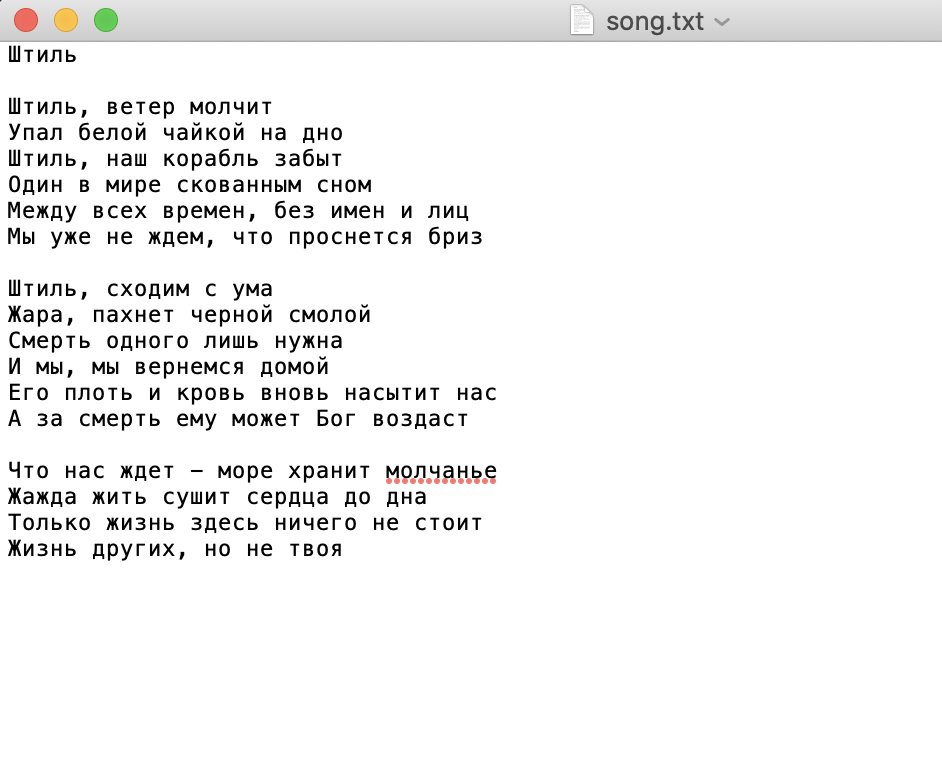 song.txt
Штиль

Штиль, ветер молчит
Упал белой чайкой на дно
Штиль, наш корабль забыт
Один в мире скованным сном
Между всех времен, без имен и лиц
Мы уже не ждем, что проснется бриз

Штиль, сходим с ума
Жара, пахнет черной смолой
Смерть одного лишь нужна
И мы, мы вернемся домой
Его плоть и кровь вновь насытит нас
А за смерть ему может Бог воздаст

Что нас ждет – море хранит молчанье
Жажда жить сушит сердца до дна
Только жизнь здесь ничего не стоит
Жизнь других, но не твоя